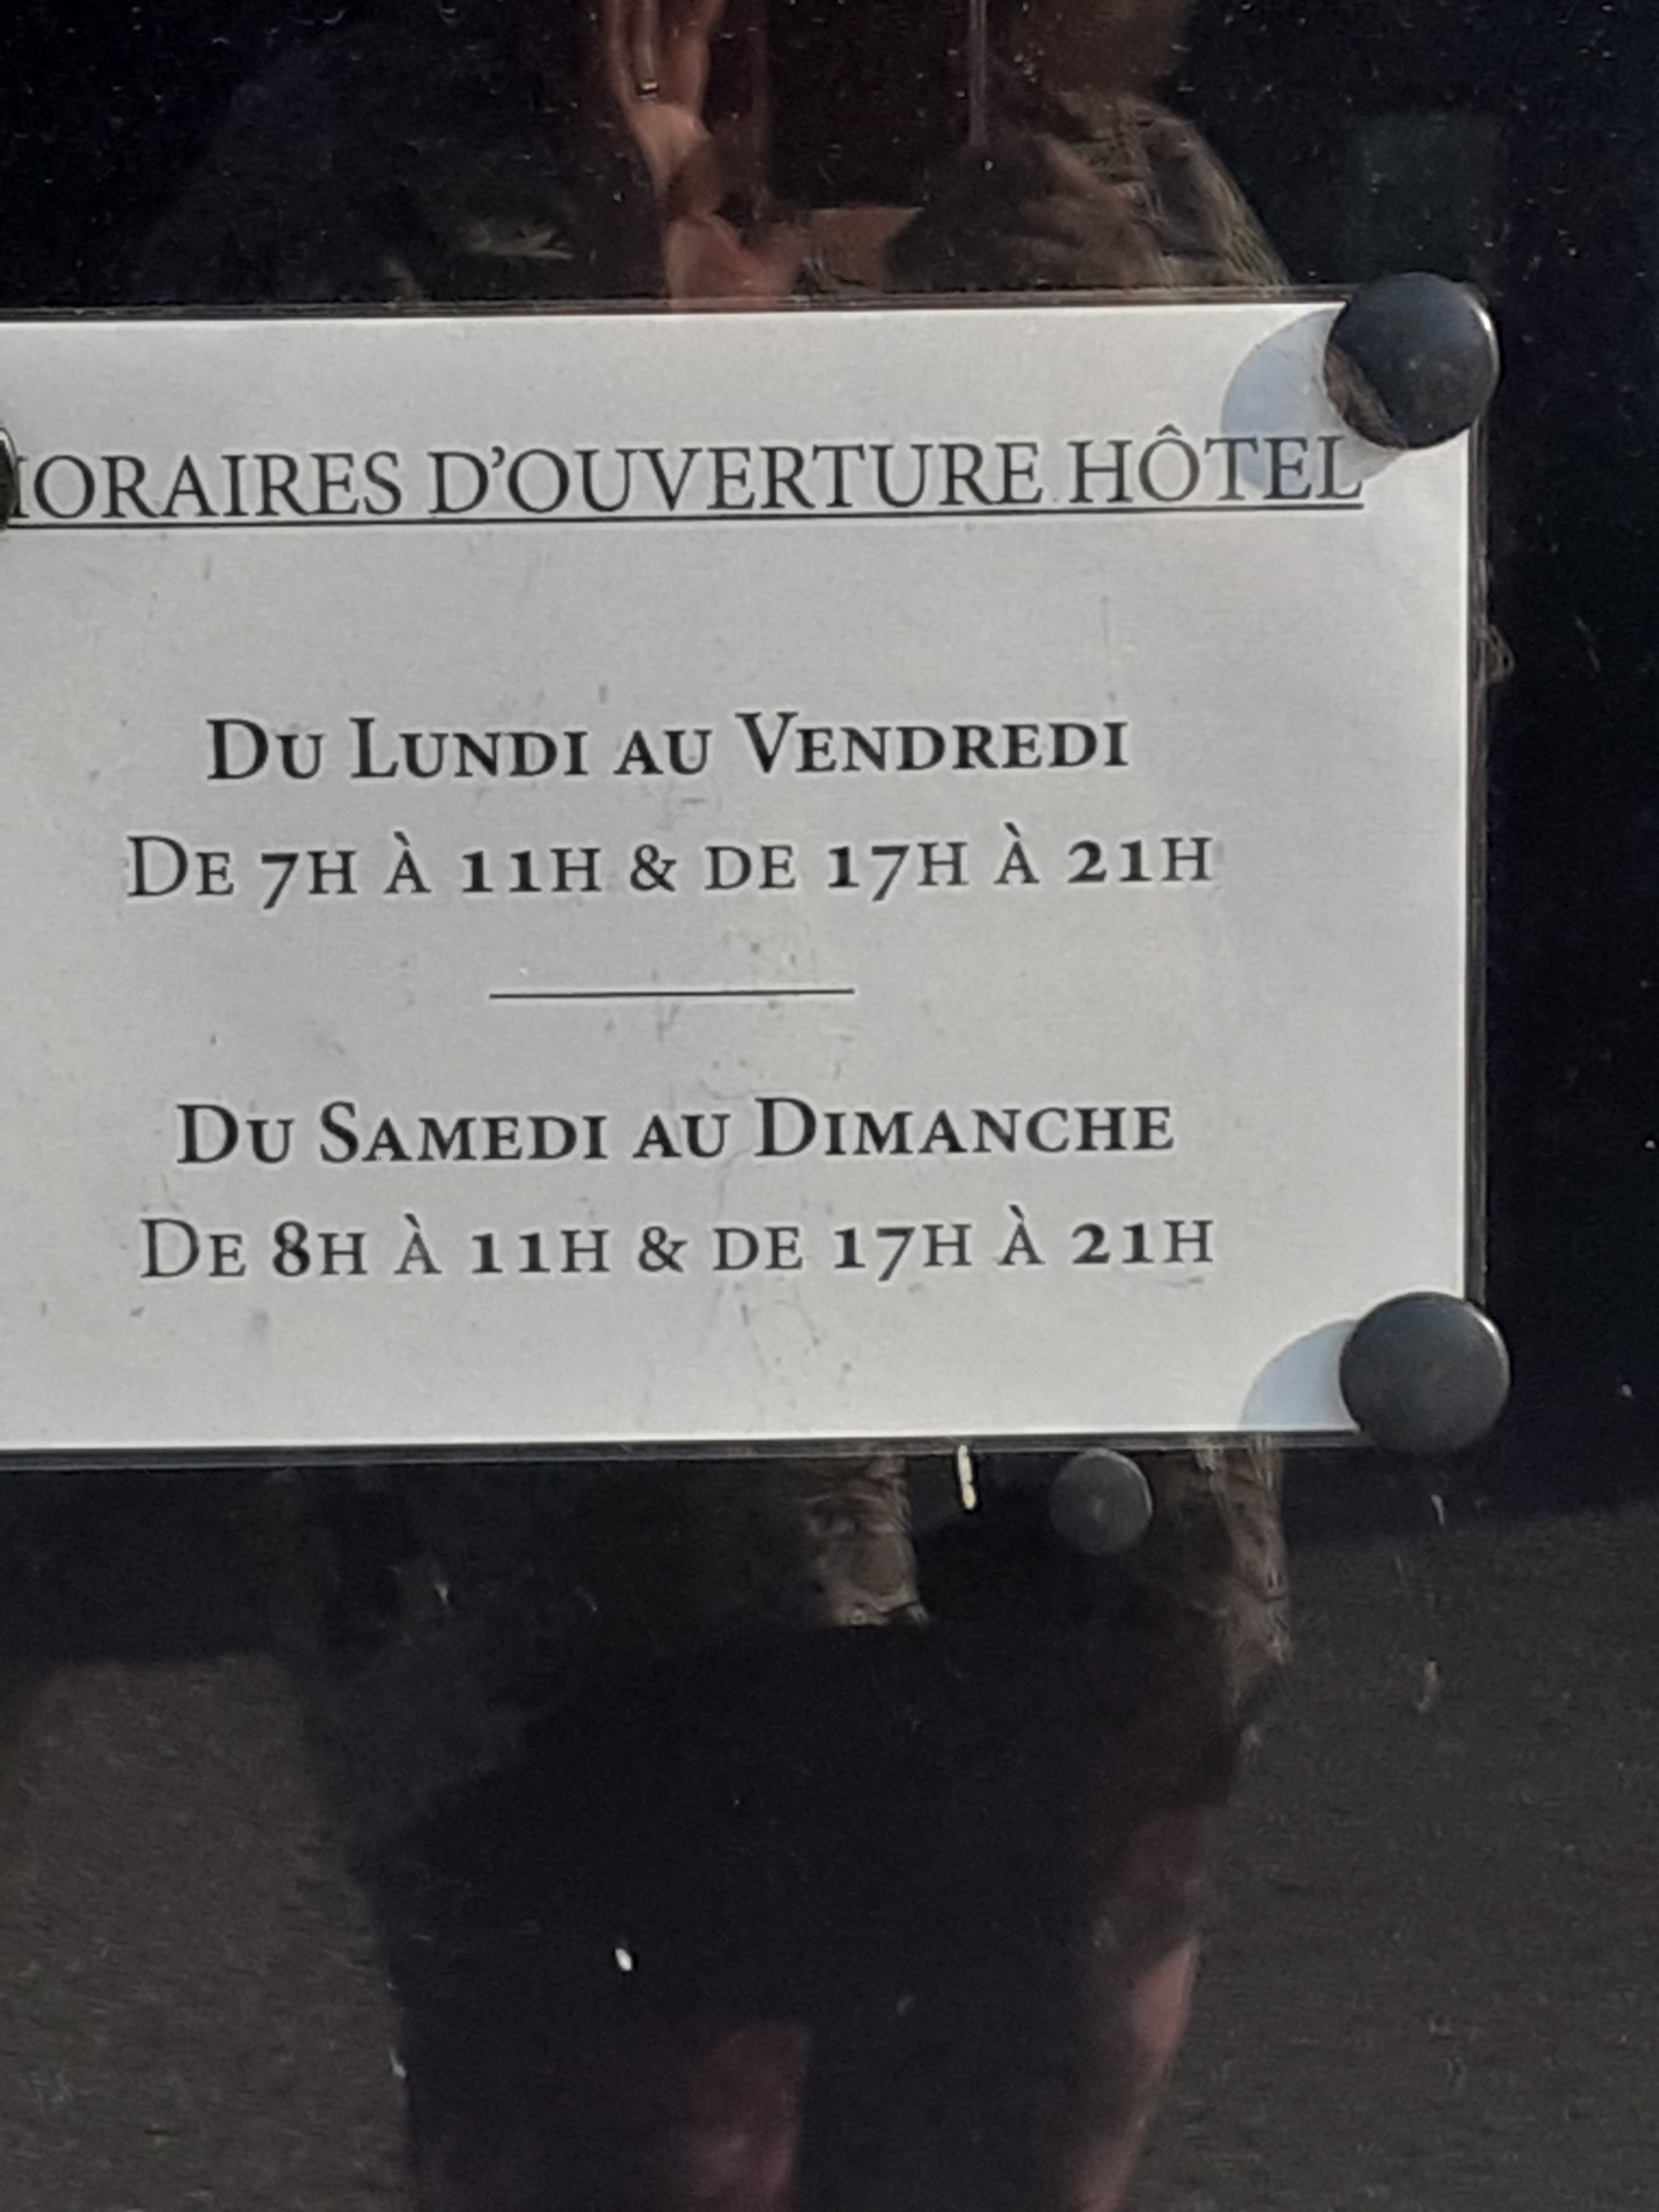 HORAIRES D'OUVERTURE HÔTEL
DU LUNDI AU VENDREDI
DE 7H À 11H & DE 17H À 21H
DU SAMEDI AU DIMANCHE
DE 8H À 11H & DE 17H À 21H